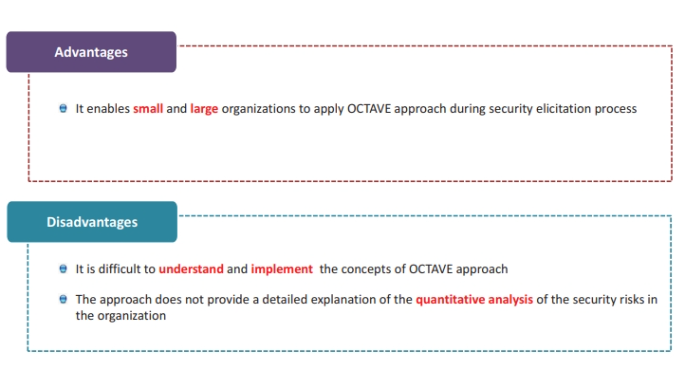 Advantages
It enables small and large organizations to apply OCTAVE approach during security elicitation process
Disadvantages
It is difficult to understand and implement the concepts of OCTAVE approach
The approach does not provide a detailed explanation of the quantitative analysis of the security risks in
the organization